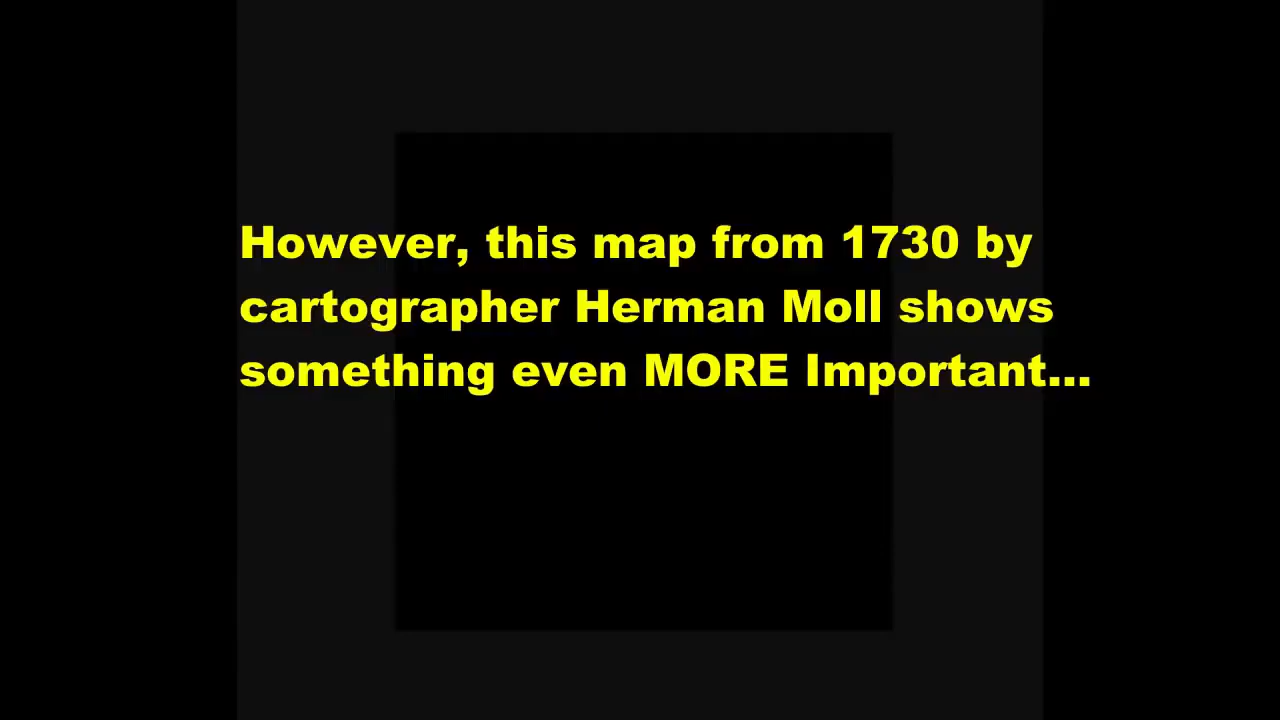 However, this map from 1730 by
cartographer Herman Moll shows
something even MORE Important...